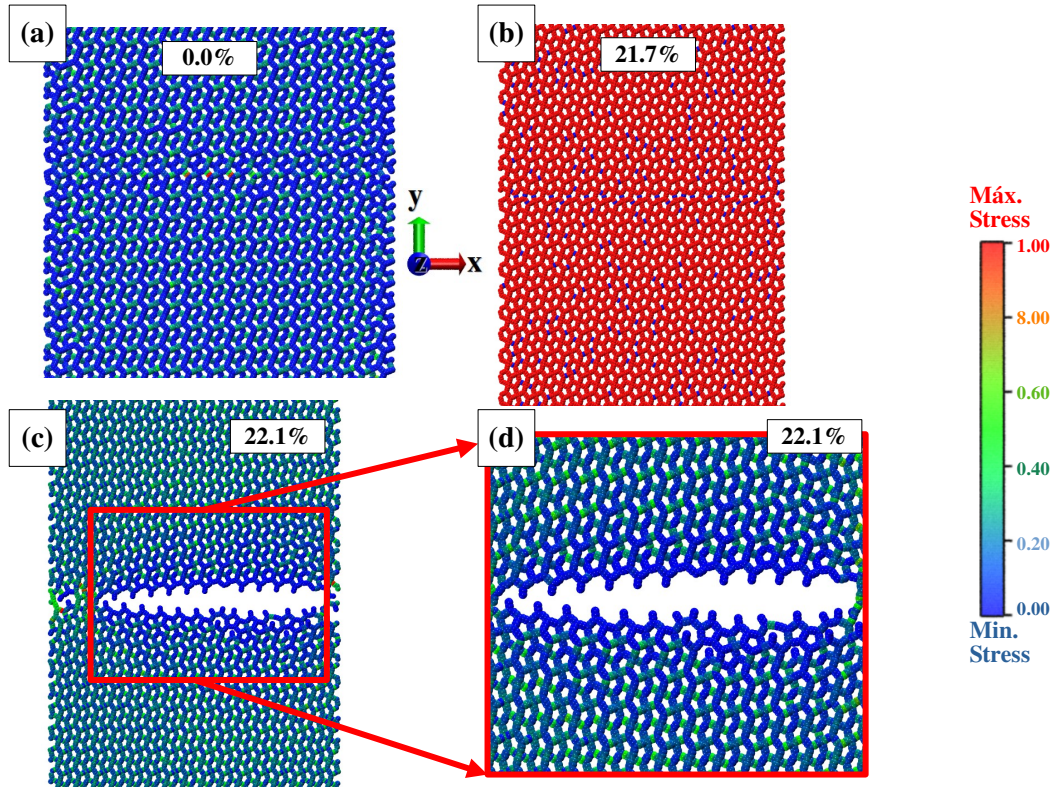 (a)
0.0%
(b)
21.7%
y
z
x
(c)
22.1%
(d)
22.1%
Máx.
Stress
1.00
8.00
0.60
0.40
0.20
0.00
Min.
Stress